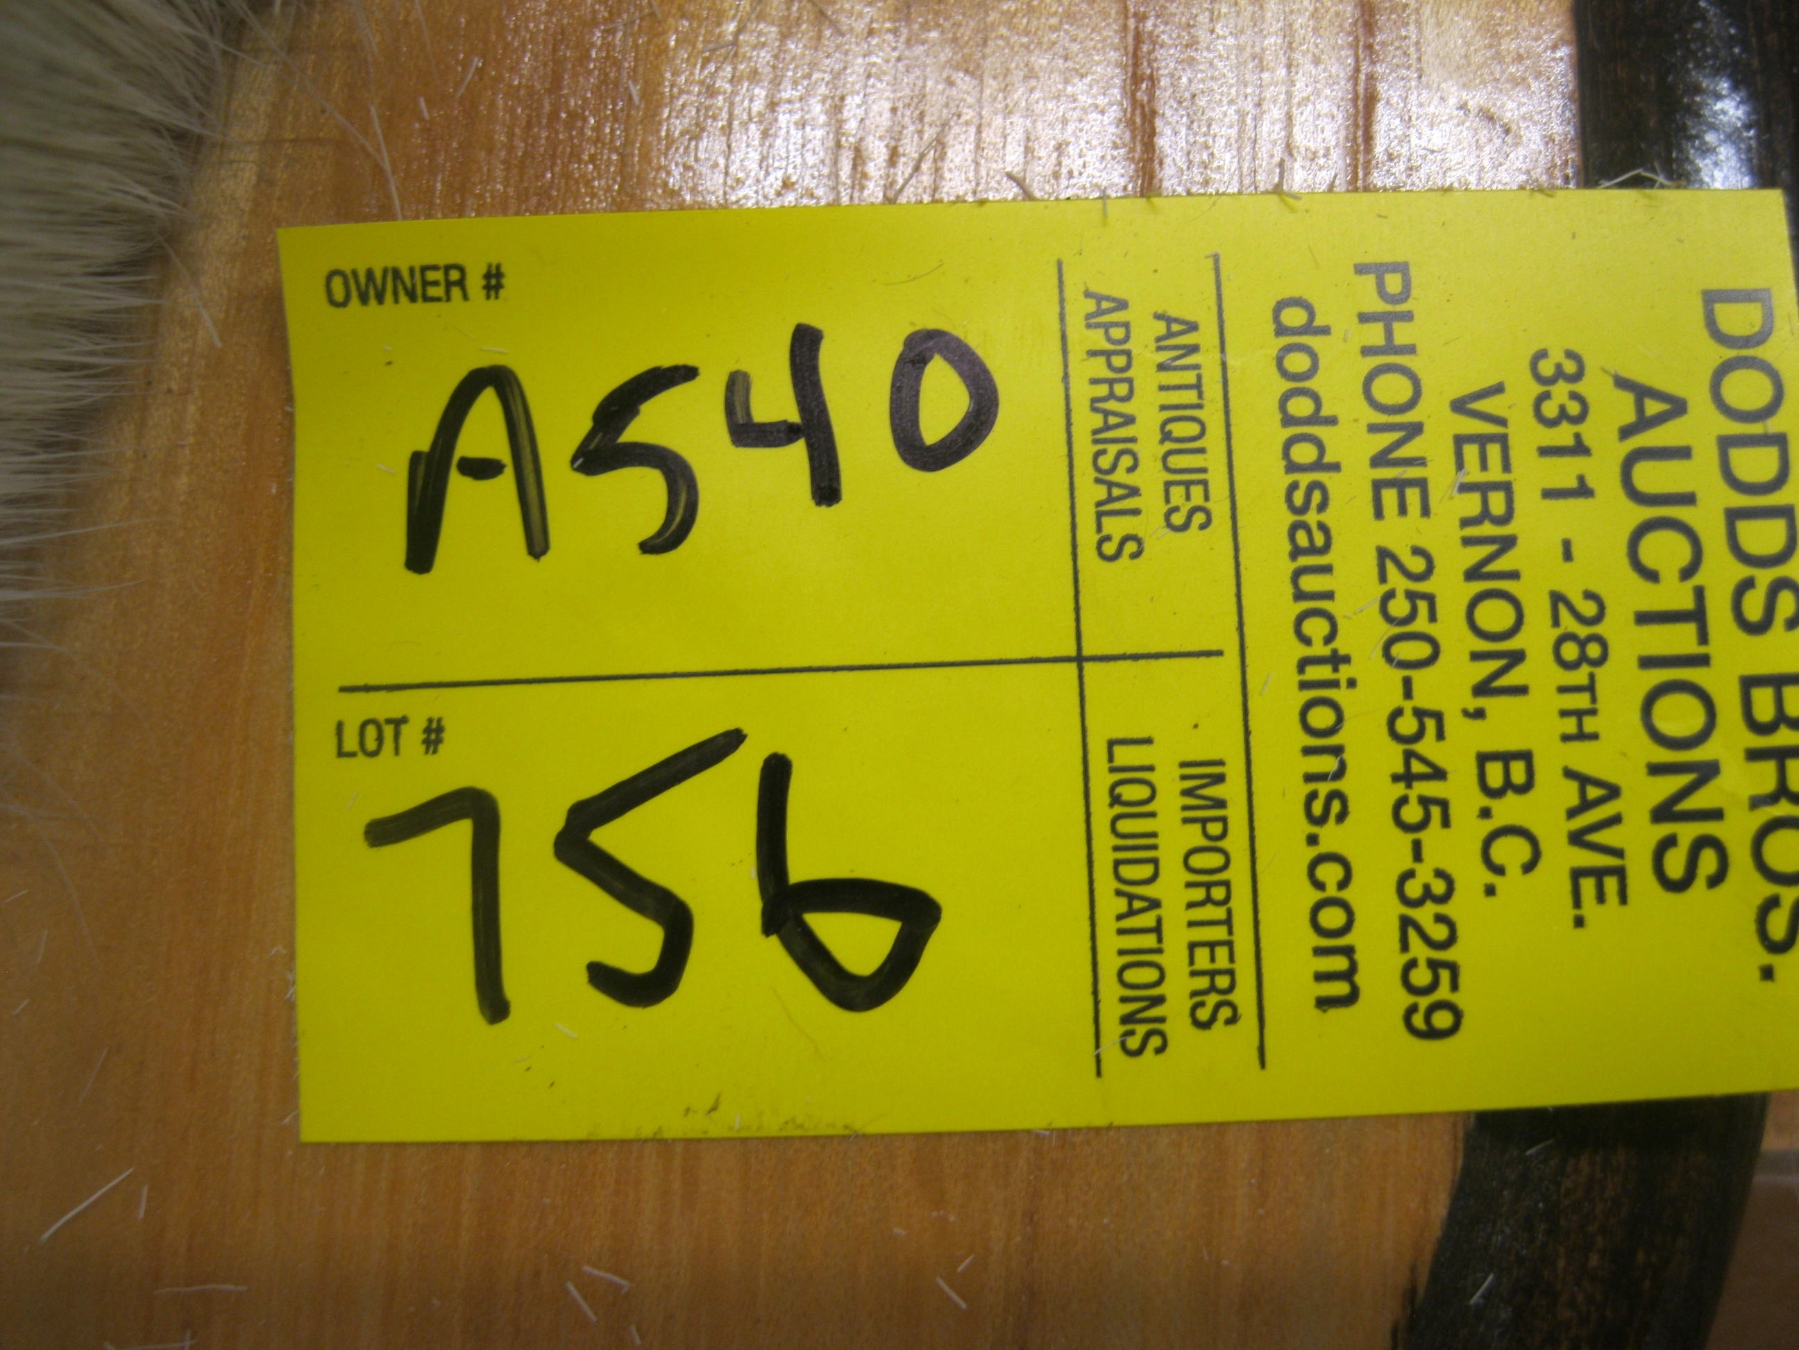 OWNER #
A540
LOT #
756
DODDS BROS.
AUCTIONS
3311 - 28TH AVE.
VERNON, B.C.
PHONE 250-545-3259
doddsauctions.com
ANTIQUES
APPRAISALS
IMPORTERS
LIQUIDATIONS